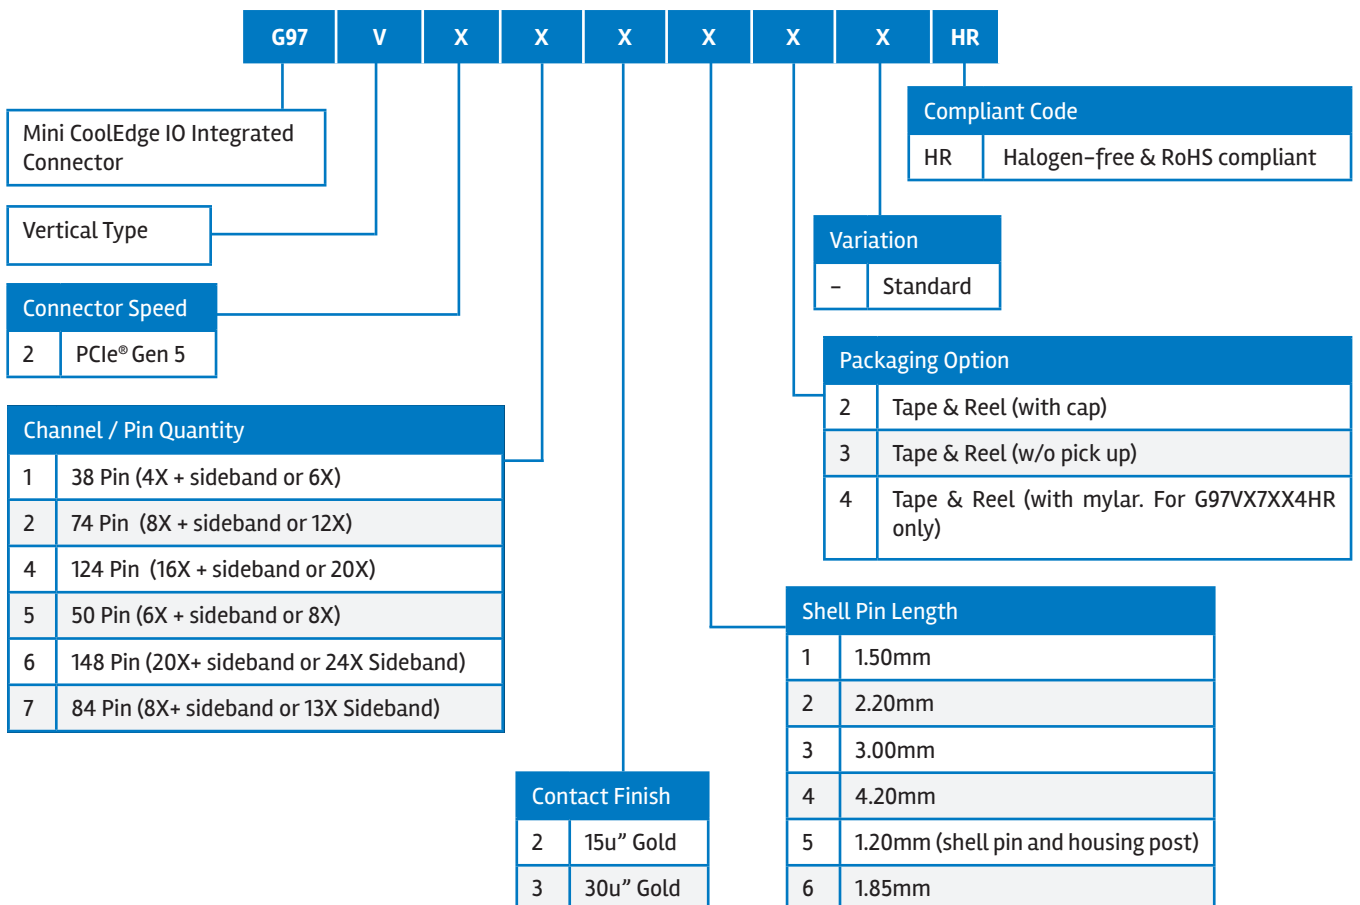 G97 V X X X X X X HR
Mini CoolEdge IO Integrated
Connector
Vertical Type
Connector Speed
2 PCIe® Gen 5
Channel / Pin Quantity
1 38 Pin (4X + sideband or 6X)
2 74 Pin (8X + sideband or 12X)
4 124 Pin (16X + sideband or 20X)
5 50 Pin (6X + sideband or 8X)
6 148 Pin (20X+ sideband or 24X Sideband)
7 84 Pin (8X+ sideband or 13X Sideband)
Contact Finish
2 15u” Gold
3 30u” Gold
Shell Pin Length
1 1.50mm
2 2.20mm
3 3.00mm
4 4.20mm
5 1.20mm (shell pin and housing post)
6 1.85mm
Packaging Option
2 Tape & Reel (with cap)
3 Tape & Reel (w/o pick up)
4 Tape & Reel (with mylar. For G97VX7XX4HR
only)
Variation
– Standard
Compliant Code
HR Halogen-free & RoHS compliant